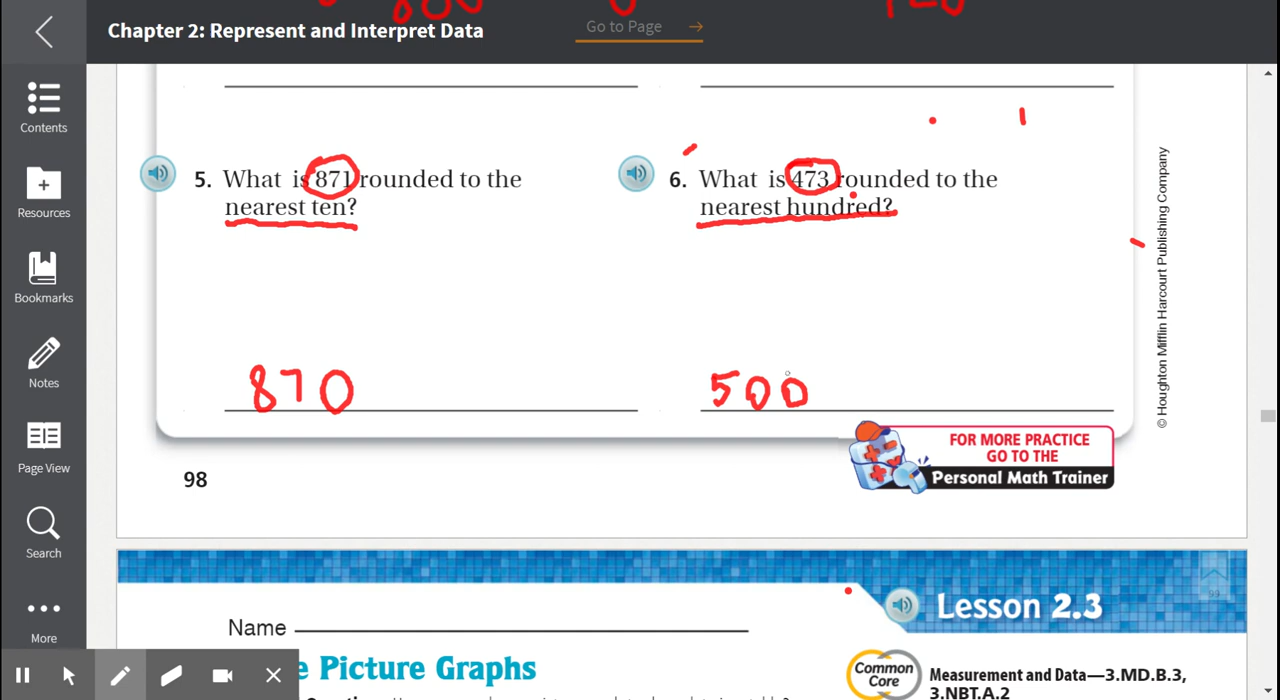 800
Chapter 2: Represent and Interpret Data
Go to Page
Contents
Resources
Bookmarks
Notes
Page View
Search
More
5. What is 871 rounded to the
nearest ten?
870
6. What is 473 rounded to the
nearest hundred?
500
© Houghton Mifflin Harcourt Publishing Company
98
FOR MORE PRACTICE
GO TO THE
Personal Math Trainer
99
Lesson 2.3
Name
e Picture Graphs
Common
Core
Measurement and Data—3.MD.B.3,
3.NBT.A.2